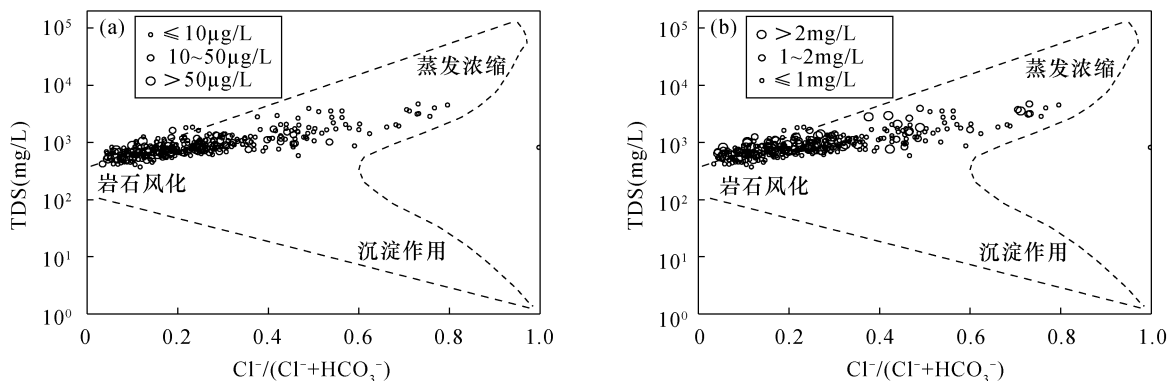 (a)
≤10μg/L
10~50μg/L
>50μg/L
TDS(mg/L)
10⁵
10⁴
10³
10²
10¹
10⁰
蒸发浓缩
岩石风化
沉淀作用
0 0.2 0.4 0.6 0.8 1.0
Cl⁻/(Cl⁻+HCO₃⁻)
(b)
>2mg/L
1~2mg/L
≤1mg/L
TDS(mg/L)
10⁵
10⁴
10³
10²
10¹
10⁰
蒸发浓缩
岩石风化
沉淀作用
0 0.2 0.4 0.6 0.8 1.0
Cl⁻/(Cl⁻+HCO₃⁻)